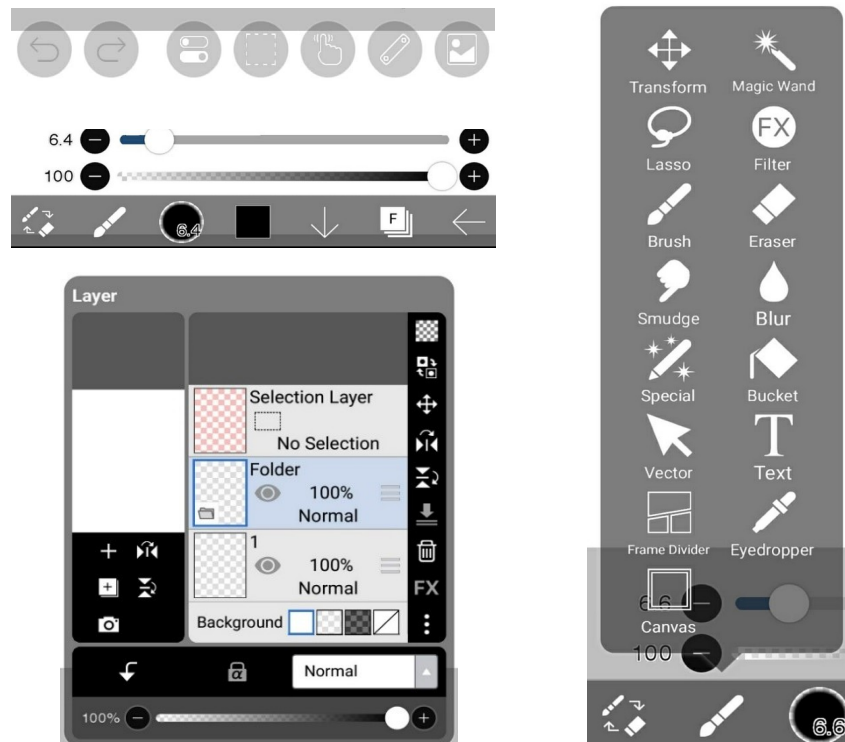 6.4
100
6.4
F
Layer
Selection Layer
No Selection
Folder
100%
Normal
1
100%
Normal
FX
Background
α
Normal
100%
Transform
Magic Wand
Lasso
FX
Filter
Brush
Eraser
Smudge
Blur
Special
Bucket
Vector
T
Text
Frame Divider
Eyedropper
6.6
Canvas
100
6.6